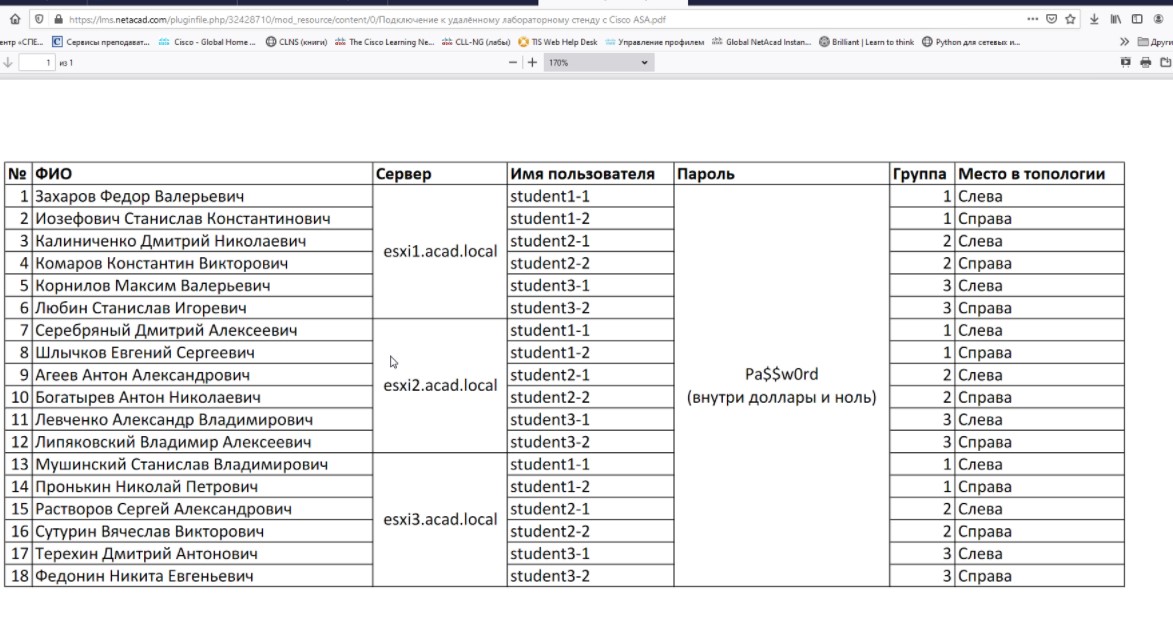 https://lms.netacad.com/pluginfile.php/32428710/mod_resource/content/0/Подключение к удалённому лабораторному стенду с Cisco ASA.pdf
ентр «СПЕ... Сервисы преподават... Cisco - Global Home ... CLNS (книги) The Cisco Learning Ne... CLL-NG (лабы) TIS Web Help Desk Управление профилем Global NetAcad Instan... Brilliant | Learn to think Python для сетевых и... Други
1 из 1 170%
№ ФИО Сервер Имя пользователя Пароль Группа Место в топологии
1 Захаров Федор Валерьевич student1-1 1 Слева
2 Иозефович Станислав Константинович student1-2 1 Справа
3 Калиниченко Дмитрий Николаевич student2-1 2 Слева
esxi1.acad.local
4 Комаров Константин Викторович student2-2 2 Справа
5 Корнилов Максим Валерьевич student3-1 3 Слева
6 Любин Станислав Игоревич student3-2 3 Справа
7 Серебряный Дмитрий Алексеевич student1-1 1 Слева
8 Шлычков Евгений Сергеевич student1-2 1 Справа
9 Агеев Антон Александрович student2-1 Pa$$w0rd 2 Слева
esxi2.acad.local
10 Богатырев Антон Николаевич student2-2 (внутри доллары и ноль) 2 Справа
11 Левченко Александр Владимирович student3-1 3 Слева
12 Липяковский Владимир Алексеевич student3-2 3 Справа
13 Мушинский Станислав Владимирович student1-1 1 Слева
14 Пронькин Николай Петрович student1-2 1 Справа
15 Растворов Сергей Александрович student2-1 2 Слева
esxi3.acad.local
16 Сутурин Вячеслав Викторович student2-2 2 Справа
17 Терехин Дмитрий Антонович student3-1 3 Слева
18 Федонин Никита Евгеньевич student3-2 3 Справа